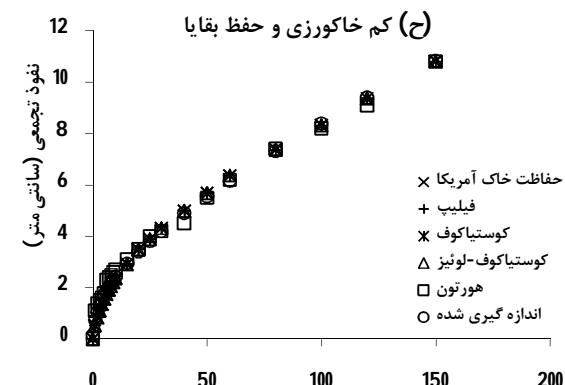 (ح) کم خاکورزی و حفظ بقایا
نفوذ تجمعی (سانتی متر)
12
10
8
6
4
2
0
حفاظت خاک آمریکا
فیلیپ
کوستیاکوف
کوستیاکوف-لوئیز
هورتون
اندازه گیری شده
0 50 100 150 200